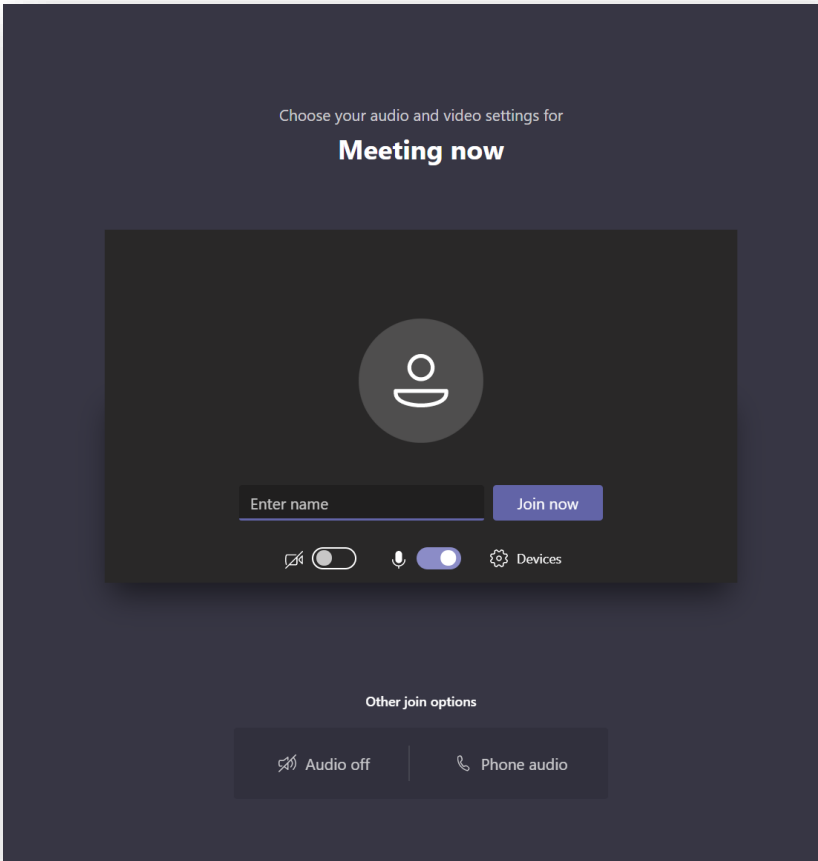 Choose your audio and video settings for
Meeting now
Enter name
Join now
Devices
Other join options
Audio off
Phone audio